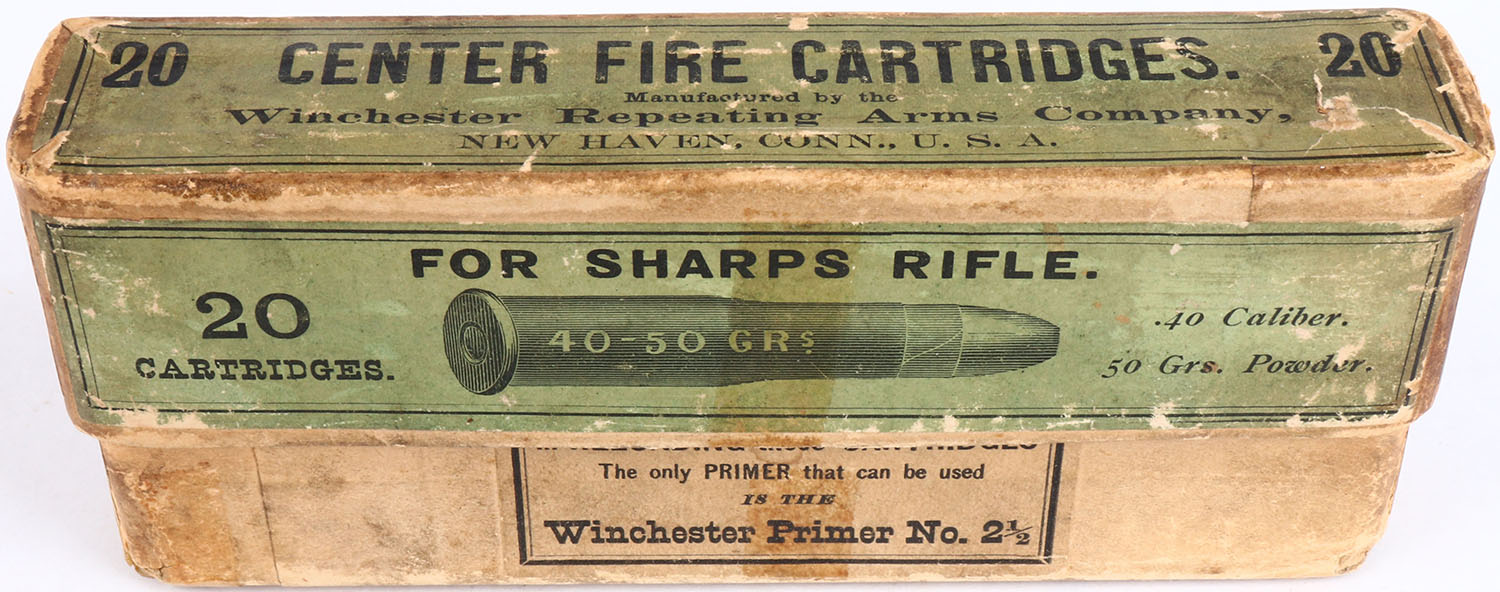 20 CENTER FIRE CARTRIDGES. 20
Manufactured by the
Winchester Repeating Arms Company,
NEW HAVEN, CONN., U. S. A.
FOR SHARPS RIFLE.
20
CARTRIDGES.
40-50 GRS
.40 Caliber.
50 Grs. Powder.
The only PRIMER that can be used
IS THE
Winchester Primer No. 2½